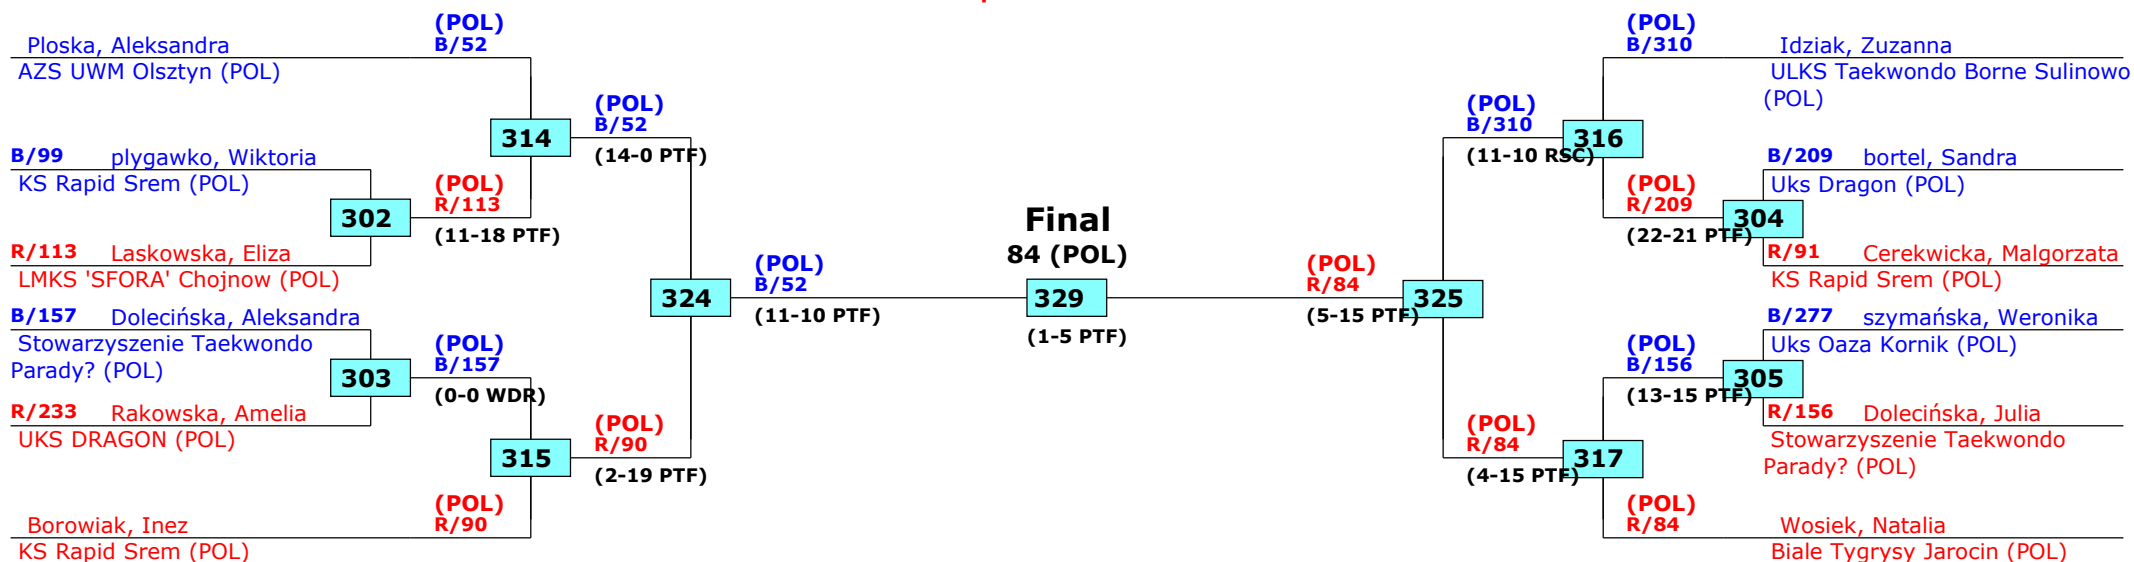 (POL)
B/52
Ploska, Aleksandra
AZS UWM Olsztyn (POL)
B/99 plygawko, Wiktoria
KS Rapid Srem (POL)
302
R/113 Laskowska, Eliza
LMKS 'SFORA' Chojnow (POL)
314
(POL)
R/113
(11-18 PTF)
(POL)
B/52
(14-0 PTF)
B/157 Dolecińska, Aleksandra
Stowarzyszenie Taekwondo
Parady? (POL)
303
R/233 Rakowska, Amelia
UKS DRAGON (POL)
(POL)
B/157
(0-0 WDR)
315
(POL)
R/90
(2-19 PTF)
(POL)
R/90
Borowiak, Inez
KS Rapid Srem (POL)
324
(POL)
B/52
(11-10 PTF)
Final
84 (POL)
329
(1-5 PTF)
(POL)
R/84
(5-15 PTF)
325
(POL)
B/310
(11-10 RSC)
316
(POL)
B/310
Idziak, Zuzanna
ULKS Taekwondo Borne Sulinowo
(POL)
(POL)
R/209
(22-21 PTF)
304
B/209 bortel, Sandra
Uks Dragon (POL)
R/91 Cerekwicka, Malgorzata
KS Rapid Srem (POL)
B/277 szymańska, Weronika
Uks Oaza Kornik (POL)
305
(POL)
B/156
(13-15 PTF)
R/156 Dolecińska, Julia
Stowarzyszenie Taekwondo
Parady? (POL)
(POL)
R/84
(4-15 PTF)
317
(POL)
R/84
Wosiek, Natalia
Biale Tygrysy Jarocin (POL)